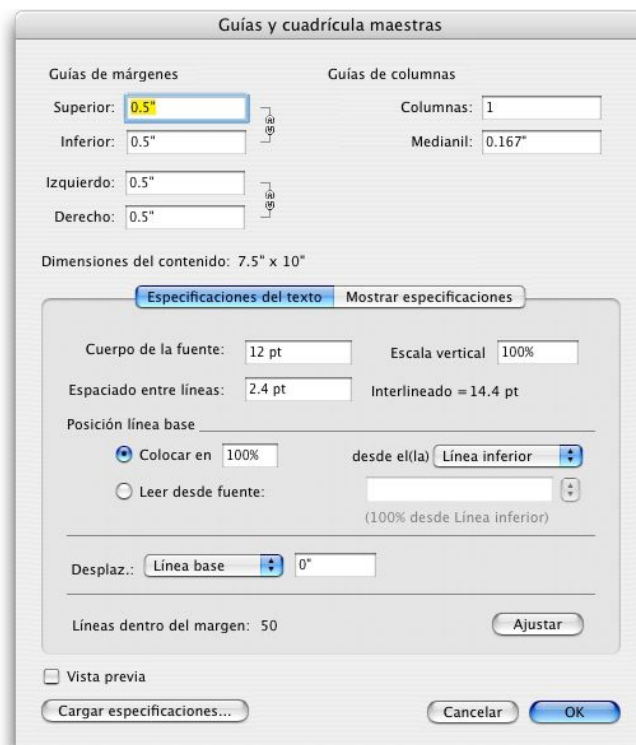 Guías y cuadrícula maestras
Guías de márgenes
Superior: 0.5"
Inferior: 0.5"
Izquierdo: 0.5"
Derecho: 0.5"
Guías de columnas
Columnas: 1
Medianil: 0.167"
Dimensiones del contenido: 7.5" x 10"
Especificaciones del texto Mostrar especificaciones
Cuerpo de la fuente: 12 pt Escala vertical 100%
Espaciado entre líneas: 2.4 pt Interlineado = 14.4 pt
Posición línea base
Colocar en 100% desde el(la) Línea inferior
Leer desde fuente:
(100% desde Línea inferior)
Desplaz.: Línea base 0"
Líneas dentro del margen: 50 Ajustar
Vista previa
Cargar especificaciones... Cancelar OK